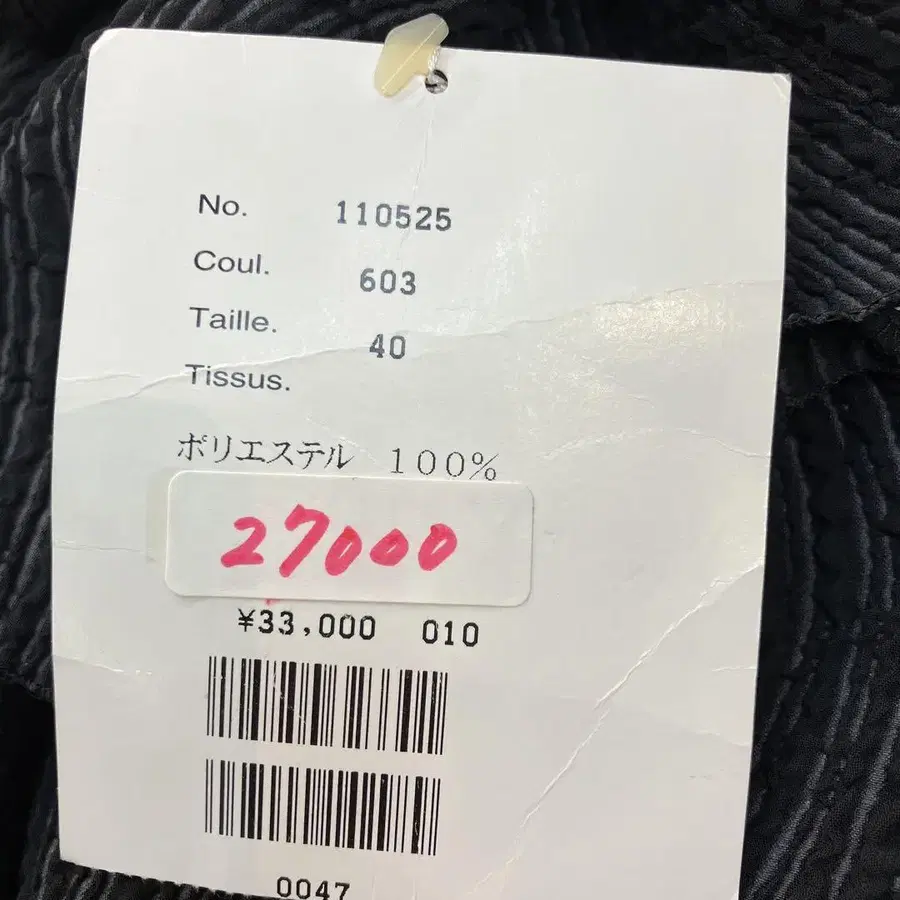 No. 110525
Coul. 603
Taille. 40
Tissus.
ポリエステル 100%
27000
¥33,000 010
0047